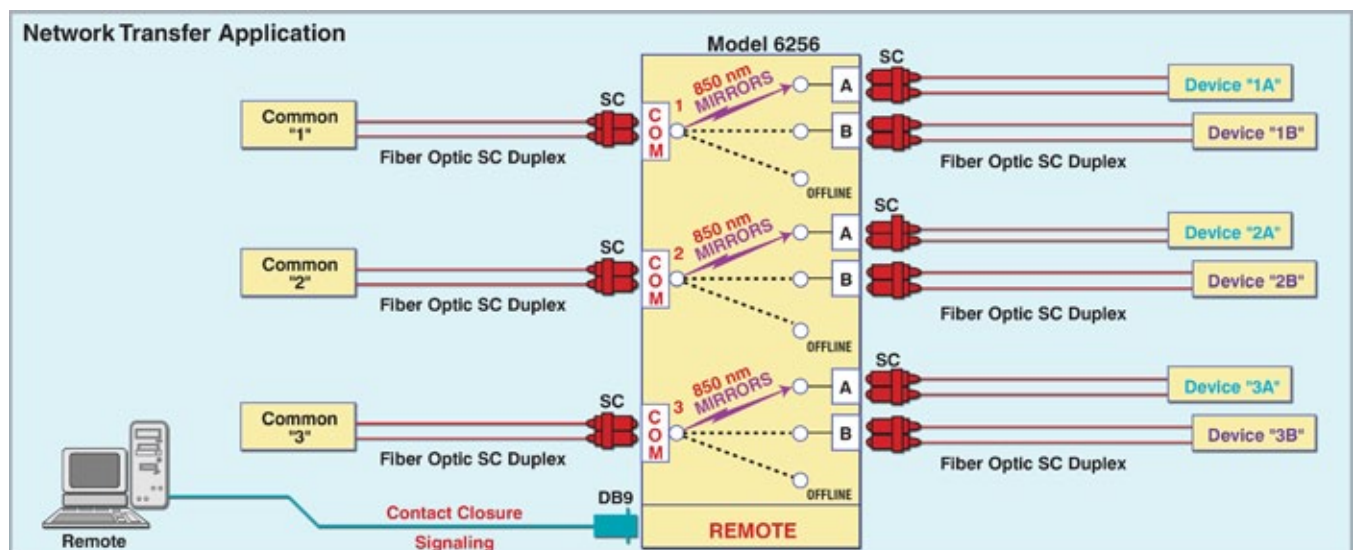 Network Transfer Application
Model 6256
Common
"1"
SC
Fiber Optic SC Duplex
COM
1
850 nm
MIRRORS
A
B
OFFLINE
SC
Device "1A"
Device "1B"
Fiber Optic SC Duplex
Common
"2"
SC
Fiber Optic SC Duplex
COM
2
850 nm
MIRRORS
A
B
OFFLINE
SC
Device "2A"
Device "2B"
Fiber Optic SC Duplex
Common
"3"
SC
Fiber Optic SC Duplex
COM
3
850 nm
MIRRORS
A
B
OFFLINE
SC
Device "3A"
Device "3B"
Fiber Optic SC Duplex
Remote
Contact Closure
Signaling
DB9
REMOTE